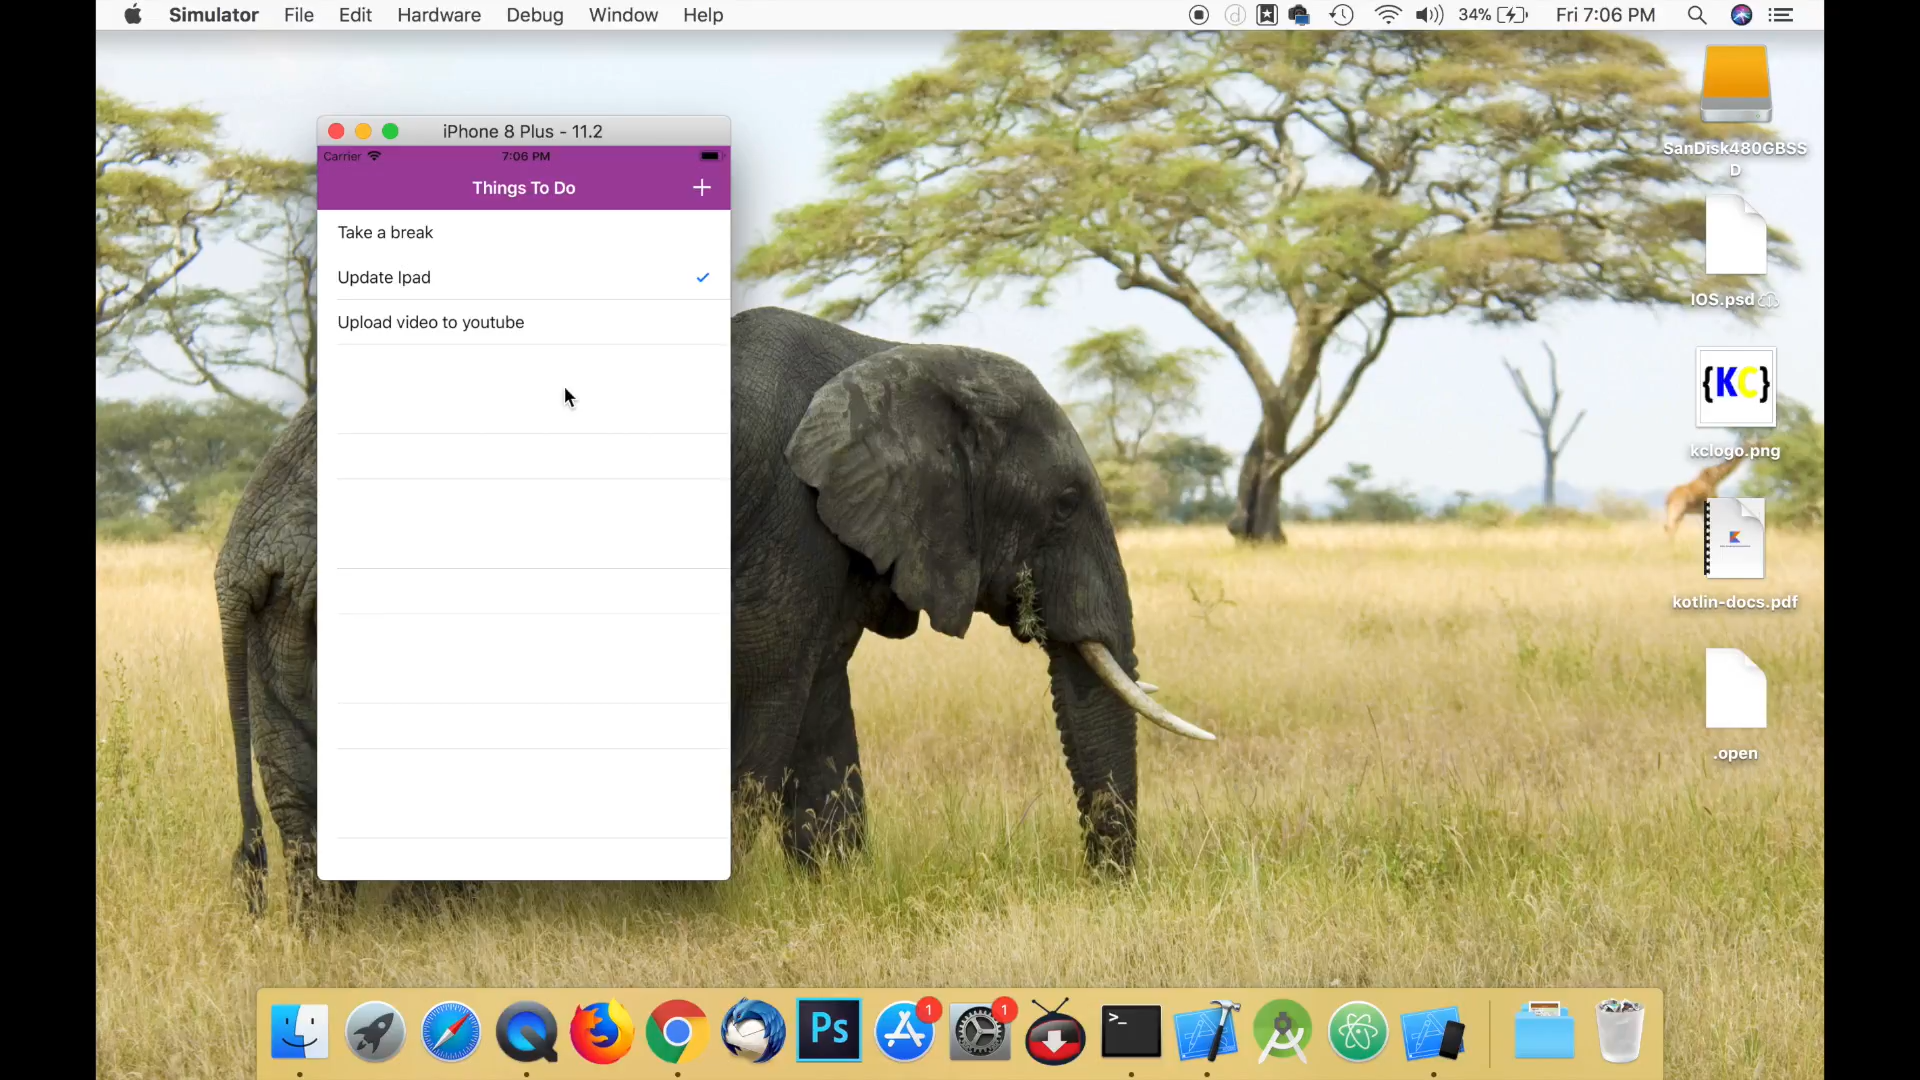 Simulator File Edit Hardware Debug Window Help
34% Fri 7:06 PM
iPhone 8 Plus - 11.2
Carrier 7:06 PM
Things To Do
Take a break
Update Ipad
Upload video to youtube
SanDisk480GBSS
D
IOS.psd
{KC}
kclogo.png
kotlin-docs.pdf
.open
Ps
1
1
>_